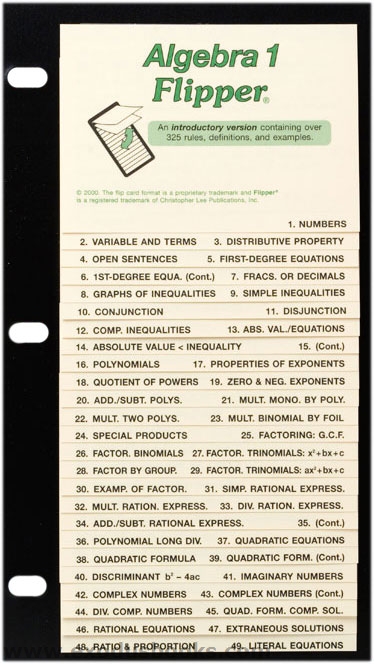 Algebra 1
Flipper®
An introductory version containing over
325 rules, definitions, and examples.
© 2000. The flip card format is a proprietary trademark and Flipper®
is a registered trademark of Christopher Lee Publications, Inc.
1. NUMBERS
2. VARIABLE AND TERMS 3. DISTRIBUTIVE PROPERTY
4. OPEN SENTENCES 5. FIRST-DEGREE EQUATIONS
6. 1ST-DEGREE EQUA. (Cont.) 7. FRACS. OR DECIMALS
8. GRAPHS OF INEQUALITIES 9. SIMPLE INEQUALITIES
10. CONJUNCTION 11. DISJUNCTION
12. COMP. INEQUALITIES 13. ABS. VAL./EQUATIONS
14. ABSOLUTE VALUE < INEQUALITY 15. (Cont.)
16. POLYNOMIALS 17. PROPERTIES OF EXPONENTS
18. QUOTIENT OF POWERS 19. ZERO & NEG. EXPONENTS
20. ADD./SUBT. POLYS. 21. MULT. MONO. BY POLY.
22. MULT. TWO POLYS. 23. MULT. BINOMIAL BY FOIL
24. SPECIAL PRODUCTS 25. FACTORING: G.C.F.
26. FACTOR. BINOMIALS 27. FACTOR. TRINOMIALS: x²+bx+c
28. FACTOR BY GROUP. 29. FACTOR. TRINOMIALS: ax²+bx+c
30. EXAMP. OF FACTOR. 31. SIMP. RATIONAL EXPRESS.
32. MULT. RATION. EXPRESS. 33. DIV. RATION. EXPRESS.
34. ADD./SUBT. RATIONAL EXPRESS. 35. (Cont.)
36. POLYNOMIAL LONG DIV. 37. QUADRATIC EQUATIONS
38. QUADRATIC FORMULA 39. QUADRATIC FORM. (Cont.)
40. DISCRIMINANT b² – 4ac 41. IMAGINARY NUMBERS
42. COMPLEX NUMBERS 43. COMPLEX NUMBERS (Cont.)
44. DIV. COMP. NUMBERS 45. QUAD. FORM. COMP. SOL.
46. RATIONAL EQUATIONS 47. EXTRANEOUS SOLUTIONS
48. RATIO & PROPORTION 49. LITERAL EQUATIONS